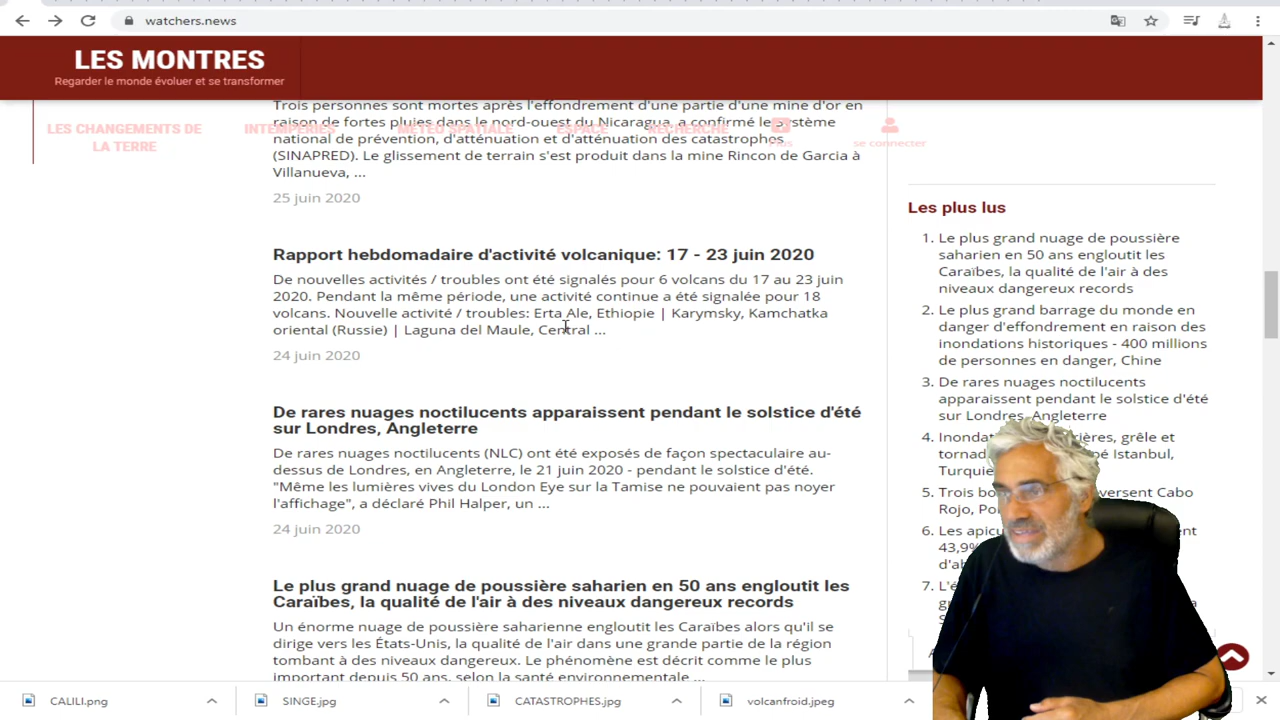 watchers.news
LES MONTRES
Regarder le monde évoluer et se transformer
LES CHANGEMENTS DE
LA TERRE
INTEMPÉRIES
MÉTÉO SPATIALE
ESPACE
RECHERCHE
Plus
se connecter
Trois personnes sont mortes après l'effondrement d'une partie d'une mine d'or en
raison de fortes pluies dans le nord-ouest du Nicaragua, a confirmé le Système
national de prévention, d'atténuation et d'atténuation des catastrophes
(SINAPRED). Le glissement de terrain s'est produit dans la mine Rincon de Garcia à
Villanueva, ...
25 juin 2020
Rapport hebdomadaire d'activité volcanique: 17 - 23 juin 2020
De nouvelles activités / troubles ont été signalés pour 6 volcans du 17 au 23 juin
2020. Pendant la même période, une activité continue a été signalée pour 18
volcans. Nouvelle activité / troubles: Erta Ale, Ethiopie | Karymsky, Kamchatka
oriental (Russie) | Laguna del Maule, Central ...
24 juin 2020
De rares nuages noctilucents apparaissent pendant le solstice d'été
sur Londres, Angleterre
De rares nuages noctilucents (NLC) ont été exposés de façon spectaculaire au-
dessus de Londres, en Angleterre, le 21 juin 2020 - pendant le solstice d'été.
"Même les lumières vives du London Eye sur la Tamise ne pouvaient pas noyer
l'affichage", a déclaré Phil Halper, un ...
24 juin 2020
Le plus grand nuage de poussière saharien en 50 ans engloutit les
Caraïbes, la qualité de l'air à des niveaux dangereux records
Un énorme nuage de poussière saharienne engloutit les Caraïbes alors qu'il se
dirige vers les États-Unis, la qualité de l'air dans une grande partie de la région
tombant à des niveaux dangereux. Le phénomène est décrit comme le plus
important depuis 50 ans, selon la santé environnementale ...
Les plus lus
1. Le plus grand nuage de poussière
saharien en 50 ans engloutit les
Caraïbes, la qualité de l'air à des
niveaux dangereux records
2. Le plus grand barrage du monde en
danger d'effondrement en raison des
inondations historiques - 400 millions
de personnes en danger, Chine
3. De rares nuages noctilucents
apparaissent pendant le solstice d'été
sur Londres, Angleterre
4. grêle et
Istanbul,
5. Trois
Cabo
Rojo,
6. Les
43,9%
7.
CALILI.png
SINGE.jpg
CATASTROPHES.jpg
volcanfroid.jpeg